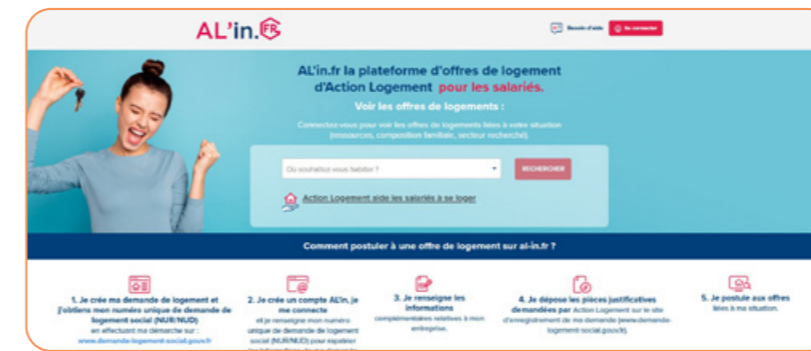 AL'in.FR
Besoin d'aide
Se connecter
AL'in.fr la plateforme d'offres de logement
d'Action Logement pour les salariés.
Voir les offres de logements :
Connectez-vous pour voir les offres de logements liées à votre situation
(ressources, composition familiale, secteur recherché).
Où souhaitez-vous habiter ?
RECHERCHER
Action Logement aide les salariés à se loger
Comment postuler à une offre de logement sur al-in.fr ?
1. Je crée ma demande de logement et
j'obtiens mon numéro unique de demande de
logement social (NUR/NUD)
en effectuant ma démarche sur :
www.demande-logement-social.gouv.fr
2. Je crée un compte AL'in, je
me connecte
et je renseigne mon numéro
unique de demande de logement
social (NUR/NUD) pour rapatrier
3. Je renseigne les
informations
complémentaires relatives à mon
entreprise.
4. Je dépose les pièces justificatives
demandées par Action Logement sur le site
d'enregistrement de ma demande (www.demande-
logement-social.gouv.fr).
5. Je postule aux offres
liées à ma situation.